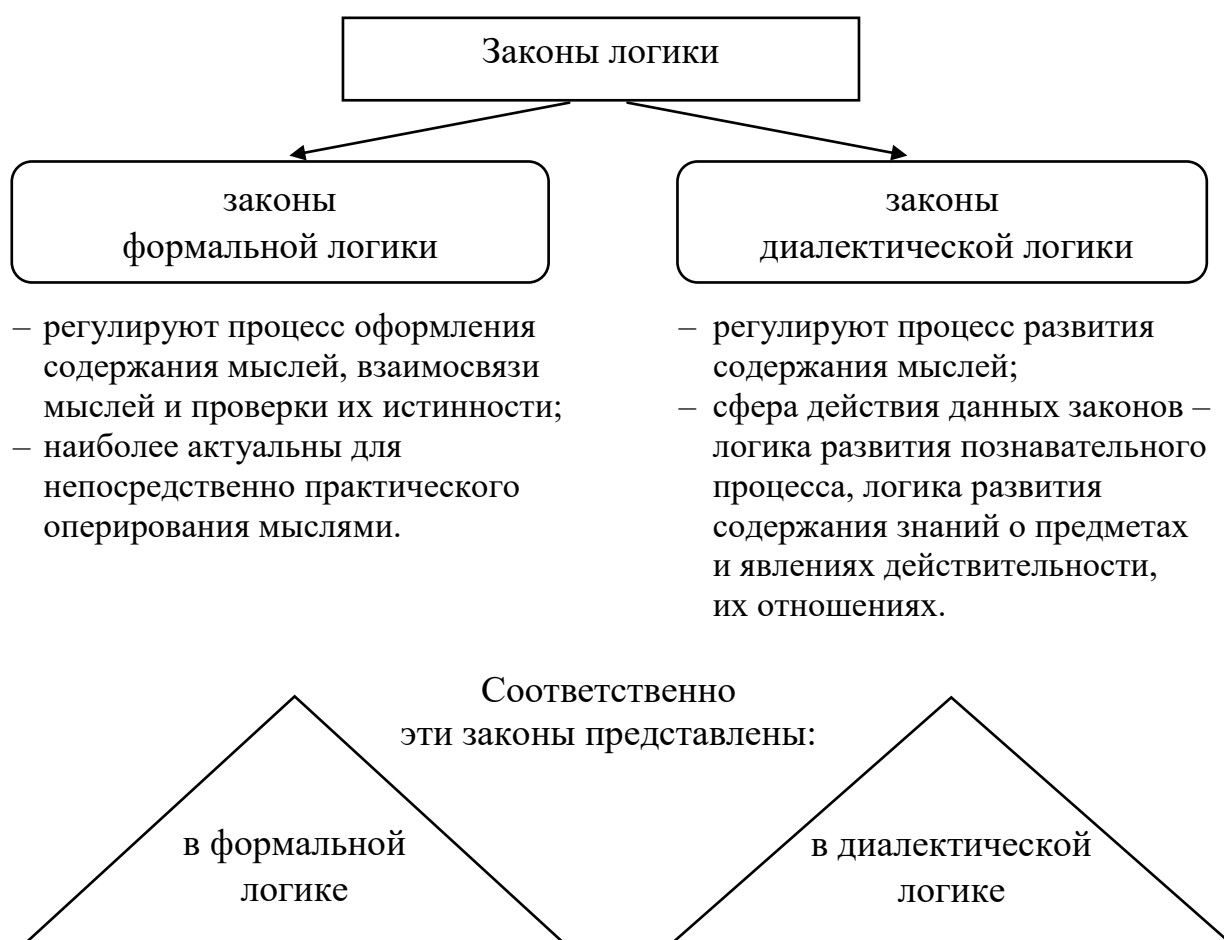 Законы логики
законы
формальной логики
законы
диалектической логики
– регулируют процесс оформления
содержания мыслей, взаимосвязи
мыслей и проверки их истинности;
– наиболее актуальны для
непосредственно практического
оперирования мыслями.
– регулируют процесс развития
содержания мыслей;
– сфера действия данных законов –
логика развития познавательного
процесса, логика развития
содержания знаний о предметах
и явлениях действительности,
их отношениях.
Соответственно
эти законы представлены:
в формальной
логике
в диалектической
логике